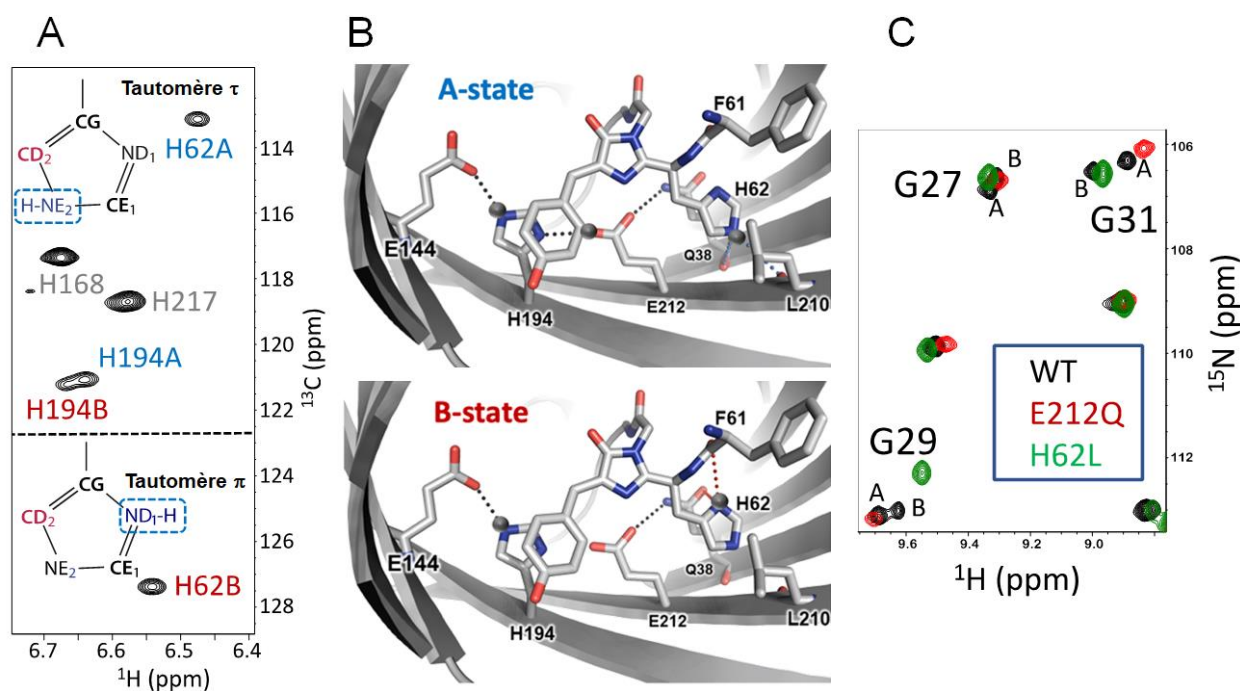 A
Tautomère τ
CG
CD2
ND1
H62A
H-NE2
CE1
H168
H217
H194A
H194B
Tautomère π
CG
CD2
ND1-H
NE2
CE1
H62B
114
116
118
120
122
124
126
128
13C (ppm)
6.7
6.6
6.5
6.4
1H (ppm)
B
A-state
F61
H62
E144
Q38
E212
L210
H194
B-state
F61
H62
E144
Q38
E212
L210
H194
C
G27
B
A
B
A
G31
G29
A
B
WT
E212Q
H62L
106
108
110
112
15N (ppm)
9.6
9.4
9.2
9.0
1H (ppm)